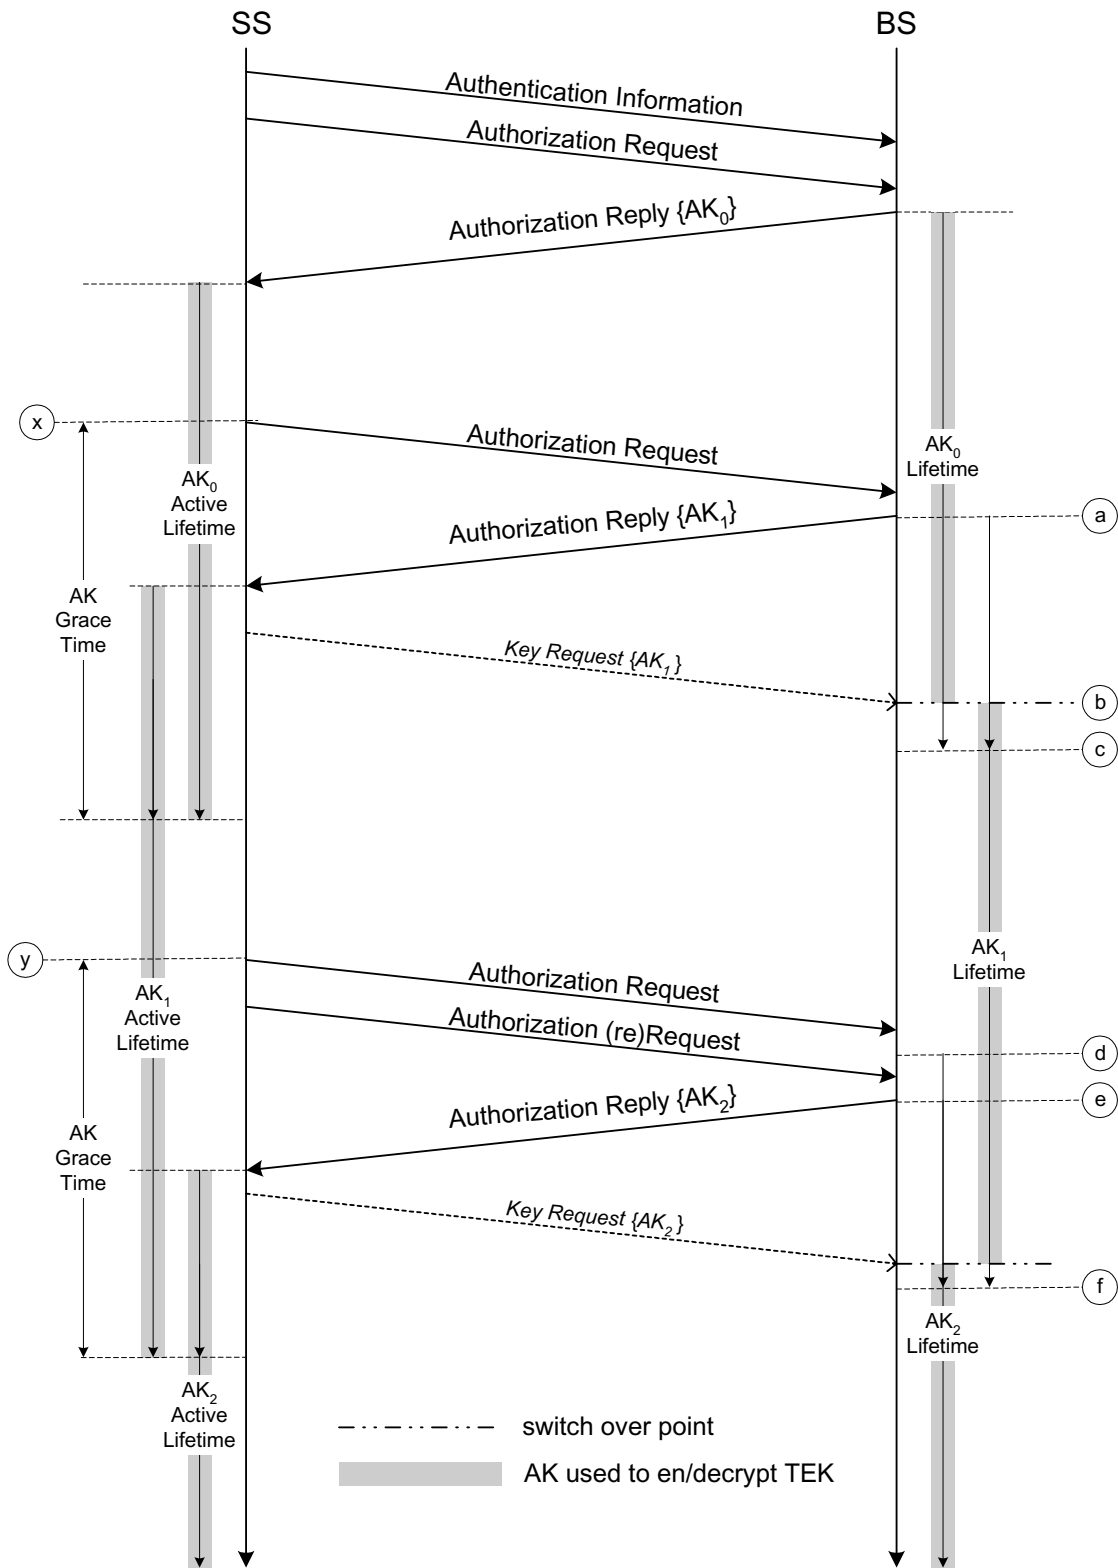 SS
BS
Authentication Information
Authorization Request
Authorization Reply {AK₀}
x
Authorization Request
AK₀
Lifetime
AK₀
Active
Lifetime
Authorization Reply {AK₁}
a
AK
Grace
Time
Key Request {AK₁}
b
c
y
Authorization Request
AK₁
Lifetime
AK₁
Active
Lifetime
Authorization (re)Request
d
Authorization Reply {AK₂}
e
AK
Grace
Time
Key Request {AK₂}
f
AK₂
Lifetime
AK₂
Active
Lifetime
switch over point
AK used to en/decrypt TEK